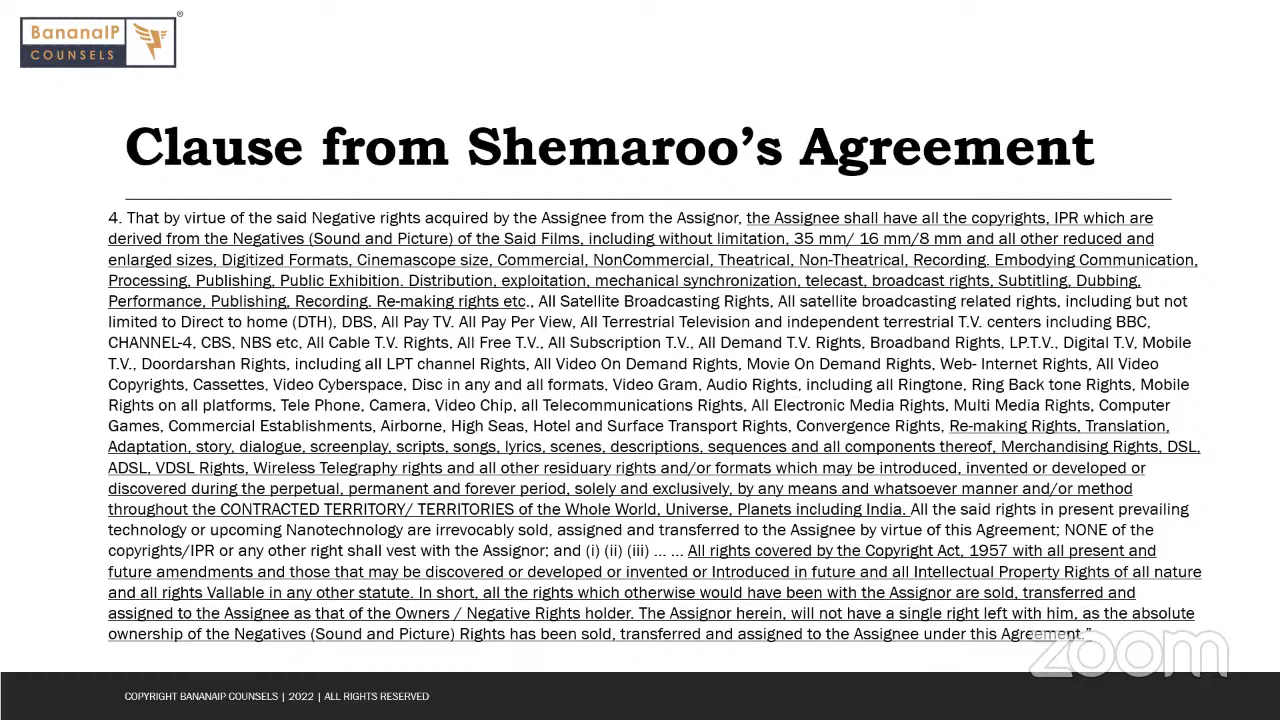 BananaIP
COUNSELS
®
Clause from Shemaroo's Agreement
4. That by virtue of the said Negative rights acquired by the Assignee from the Assignor, the Assignee shall have all the copyrights, IPR which are
derived from the Negatives (Sound and Picture) of the Said Films, including without limitation, 35 mm/ 16 mm/8 mm and all other reduced and
enlarged sizes, Digitized Formats, Cinemascope size, Commercial, NonCommercial, Theatrical, Non-Theatrical, Recording. Embodying Communication,
Processing, Publishing, Public Exhibition. Distribution, exploitation, mechanical synchronization, telecast, broadcast rights, Subtitling, Dubbing,
Performance, Publishing, Recording. Re-making rights etc., All Satellite Broadcasting Rights, All satellite broadcasting related rights, including but not
limited to Direct to home (DTH), DBS, All Pay TV. All Pay Per View, All Terrestrial Television and independent terrestrial T.V. centers including BBC,
CHANNEL-4, CBS, NBS etc, All Cable T.V. Rights, All Free T.V., All Subscription T.V., All Demand T.V. Rights, Broadband Rights, LP.T.V., Digital T.V, Mobile
T.V., Doordarshan Rights, including all LPT channel Rights, All Video On Demand Rights, Movie On Demand Rights, Web- Internet Rights, All Video
Copyrights, Cassettes, Video Cyberspace, Disc in any and all formats, Video Gram, Audio Rights, including all Ringtone, Ring Back tone Rights, Mobile
Rights on all platforms, Tele Phone, Camera, Video Chip, all Telecommunications Rights, All Electronic Media Rights, Multi Media Rights, Computer
Games, Commercial Establishments, Airborne, High Seas, Hotel and Surface Transport Rights, Convergence Rights, Re-making Rights, Translation,
Adaptation, story, dialogue, screenplay, scripts, songs, lyrics, scenes, descriptions, sequences and all components thereof, Merchandising Rights, DSL,
ADSL, VDSL Rights, Wireless Telegraphy rights and all other residuary rights and/or formats which may be introduced, invented or developed or
discovered during the perpetual, permanent and forever period, solely and exclusively, by any means and whatsoever manner and/or method
throughout the CONTRACTED TERRITORY/ TERRITORIES of the Whole World, Universe, Planets including India. All the said rights in present prevailing
technology or upcoming Nanotechnology are irrevocably sold, assigned and transferred to the Assignee by virtue of this Agreement; NONE of the
copyrights/IPR or any other right shall vest with the Assignor; and (i) (ii) (iii) ... ... All rights covered by the Copyright Act, 1957 with all present and
future amendments and those that may be discovered or developed or invented or Introduced in future and all Intellectual Property Rights of all nature
and all rights Vallable in any other statute. In short, all the rights which otherwise would have been with the Assignor are sold, transferred and
assigned to the Assignee as that of the Owners / Negative Rights holder. The Assignor herein, will not have a single right left with him, as the absolute
ownership of the Negatives (Sound and Picture) Rights has been sold, transferred and assigned to the Assignee under this Agreement."
zoom
COPYRIGHT BANANAIP COUNSELS | 2022 | ALL RIGHTS RESERVED